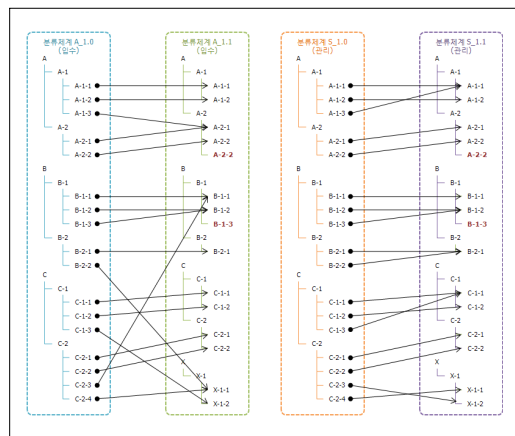 분류체계 A_1.0
(입수)
A
A-1
A-1-1
A-1-2
A-1-3
A-2
A-2-1
A-2-2
B
B-1
B-1-1
B-1-2
B-1-3
B-2
B-2-1
B-2-2
C
C-1
C-1-1
C-1-2
C-1-3
C-2
C-2-1
C-2-2
C-2-3
C-2-4
분류체계 A_1.1
(입수)
A
A-1
A-1-1
A-1-2
A-2
A-2-1
A-2-2
A-2-2
B
B-1
B-1-1
B-1-2
B-1-3
B-2
B-2-1
C
C-1
C-1-1
C-1-2
C-2
C-2-1
C-2-2
X
X-1
X-1-1
X-1-2
분류체계 S_1.0
(관리)
A
A-1
A-1-1
A-1-2
A-1-3
A-2
A-2-1
A-2-2
B
B-1
B-1-1
B-1-2
B-1-3
B-2
B-2-1
B-2-2
C
C-1
C-1-1
C-1-2
C-1-3
C-2
C-2-1
C-2-2
C-2-3
C-2-4
분류체계 S_1.1
(관리)
A
A-1
A-1-1
A-1-2
A-2
A-2-1
A-2-2
A-2-2
B
B-1
B-1-1
B-1-2
B-1-3
B-2
B-2-1
C
C-1
C-1-1
C-1-2
C-2
C-2-1
C-2-2
X
X-1
X-1-1
X-1-2